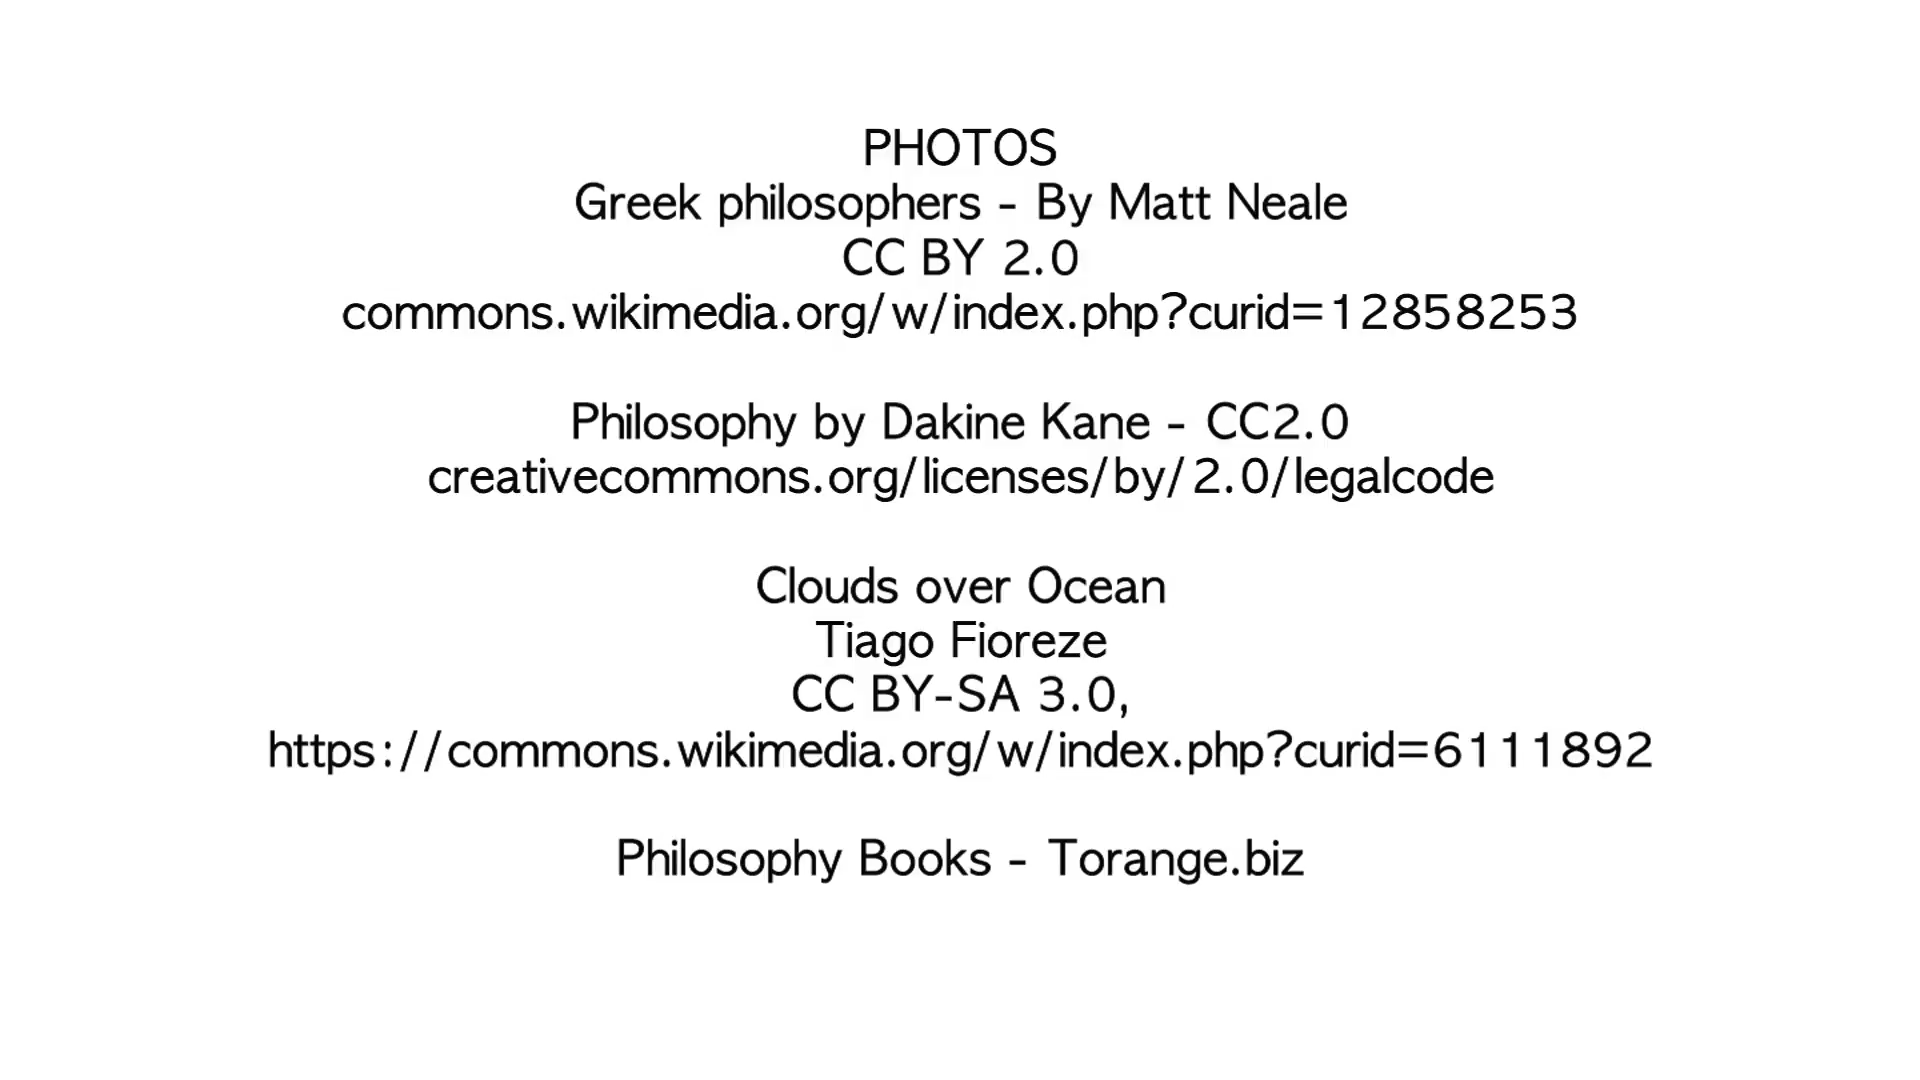 PHOTOS
Greek philosophers - By Matt Neale
CC BY 2.0
commons.wikimedia.org/w/index.php?curid=12858253
Philosophy by Dakine Kane - CC2.0
creativecommons.org/licenses/by/2.0/legalcode
Clouds over Ocean
Tiago Fioreze
CC BY-SA 3.0,
https://commons.wikimedia.org/w/index.php?curid=6111892
Philosophy Books - Torange.biz